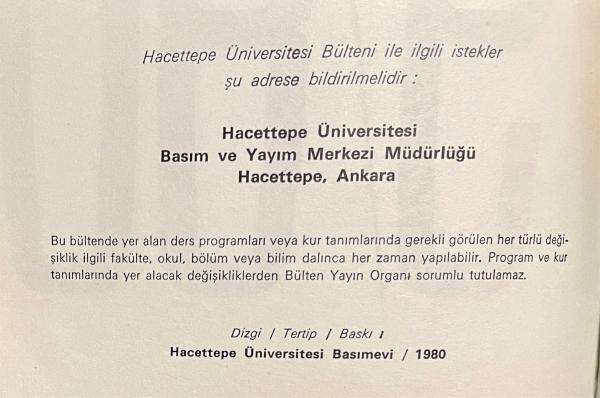 Hacettepe Üniversitesi Bülteni ile ilgili istekler
şu adrese bildirilmelidir :
Hacettepe Üniversitesi
Basım ve Yayım Merkezi Müdürlüğü
Hacettepe, Ankara
Bu bültende yer alan ders programları veya kur tanımlarında gerekli görülen her türlü deği-
şiklik ilgili fakülte, okul, bölüm veya bilim dalınca her zaman yapılabilir. Program ve kur
tanımlarında yer alacak değişikliklerden Bülten Yayın Organı sorumlu tutulamaz.
Dizgi / Tertip / Baskı :
Hacettepe Üniversitesi Basımevi / 1980